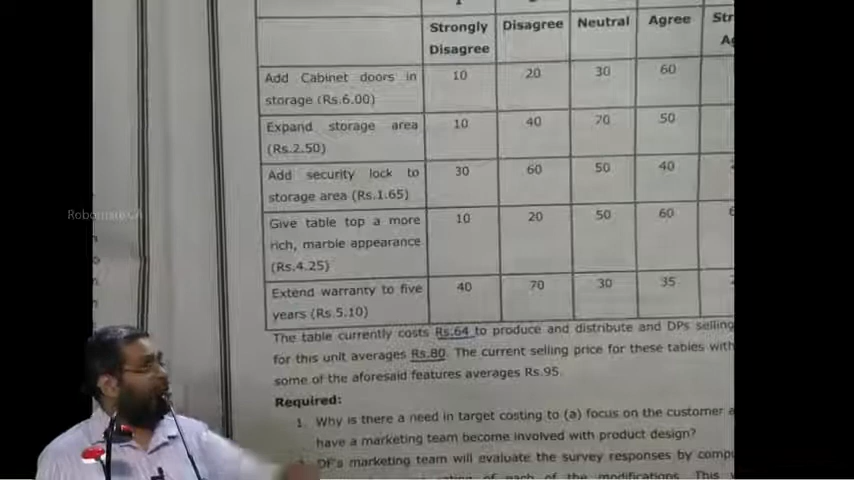 Strongly Disagree Neutral Agree
Disagree
Add Cabinet doors in 10 20 30 60
storage (Rs.6.00)
Expand storage area 10 40 70 50
(Rs.2.50)
Add security lock to 30 60 50 40
storage area (Rs.1.65)
Give table top a more 10 20 50 60
rich, marble appearance
(Rs.4.25)
Extend warranty to five 40 70 30 35
years (Rs.5.10)
The table currently costs Rs.64 to produce and distribute and DPs selling
for this unit averages Rs.80. The current selling price for these tables with
some of the aforesaid features averages Rs.95.
Required:
1. Why is there a need in target costing to (a) focus on the customer
have a marketing team become involved with product design?
marketing team will evaluate the survey responses by
of each of the modifications. This